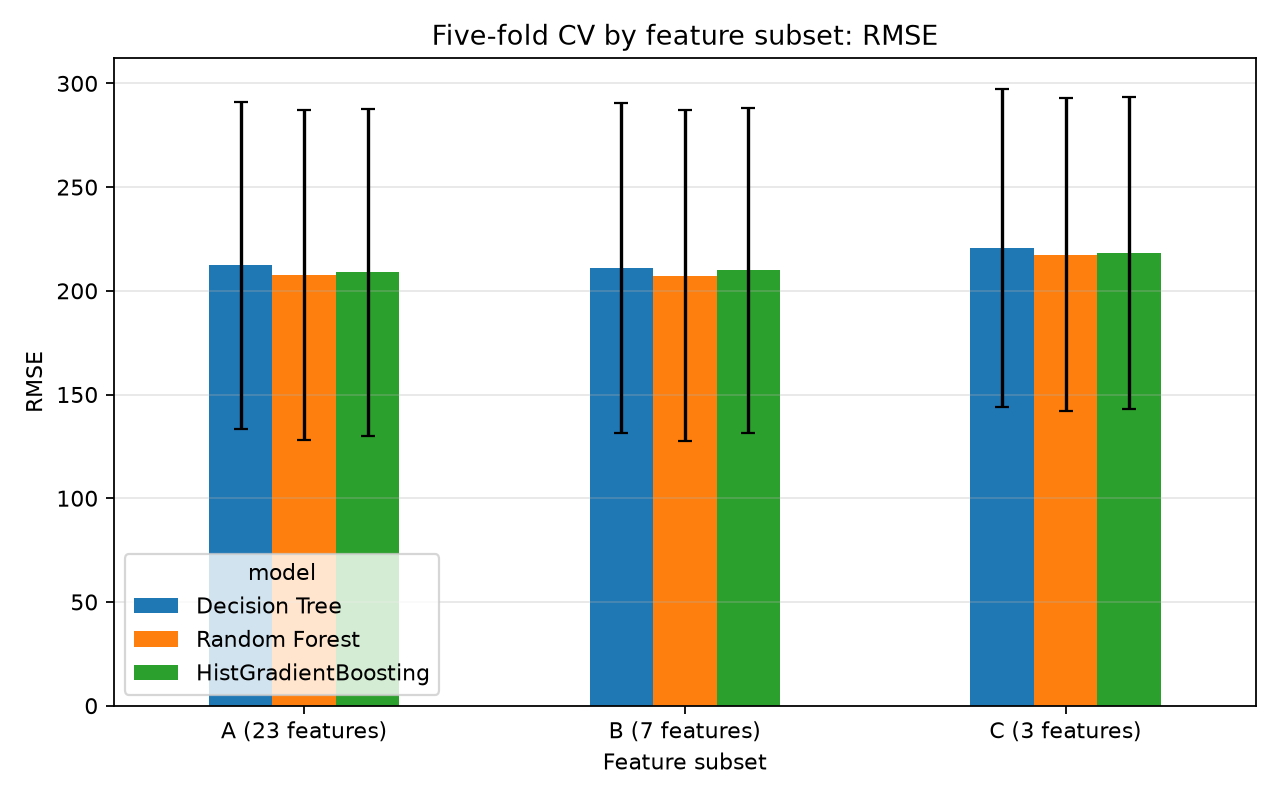 Five-fold CV by feature subset: RMSE
300
250
200
150
100
50
0
RMSE
model
Decision Tree
Random Forest
HistGradientBoosting
A (23 features)
B (7 features)
C (3 features)
Feature subset